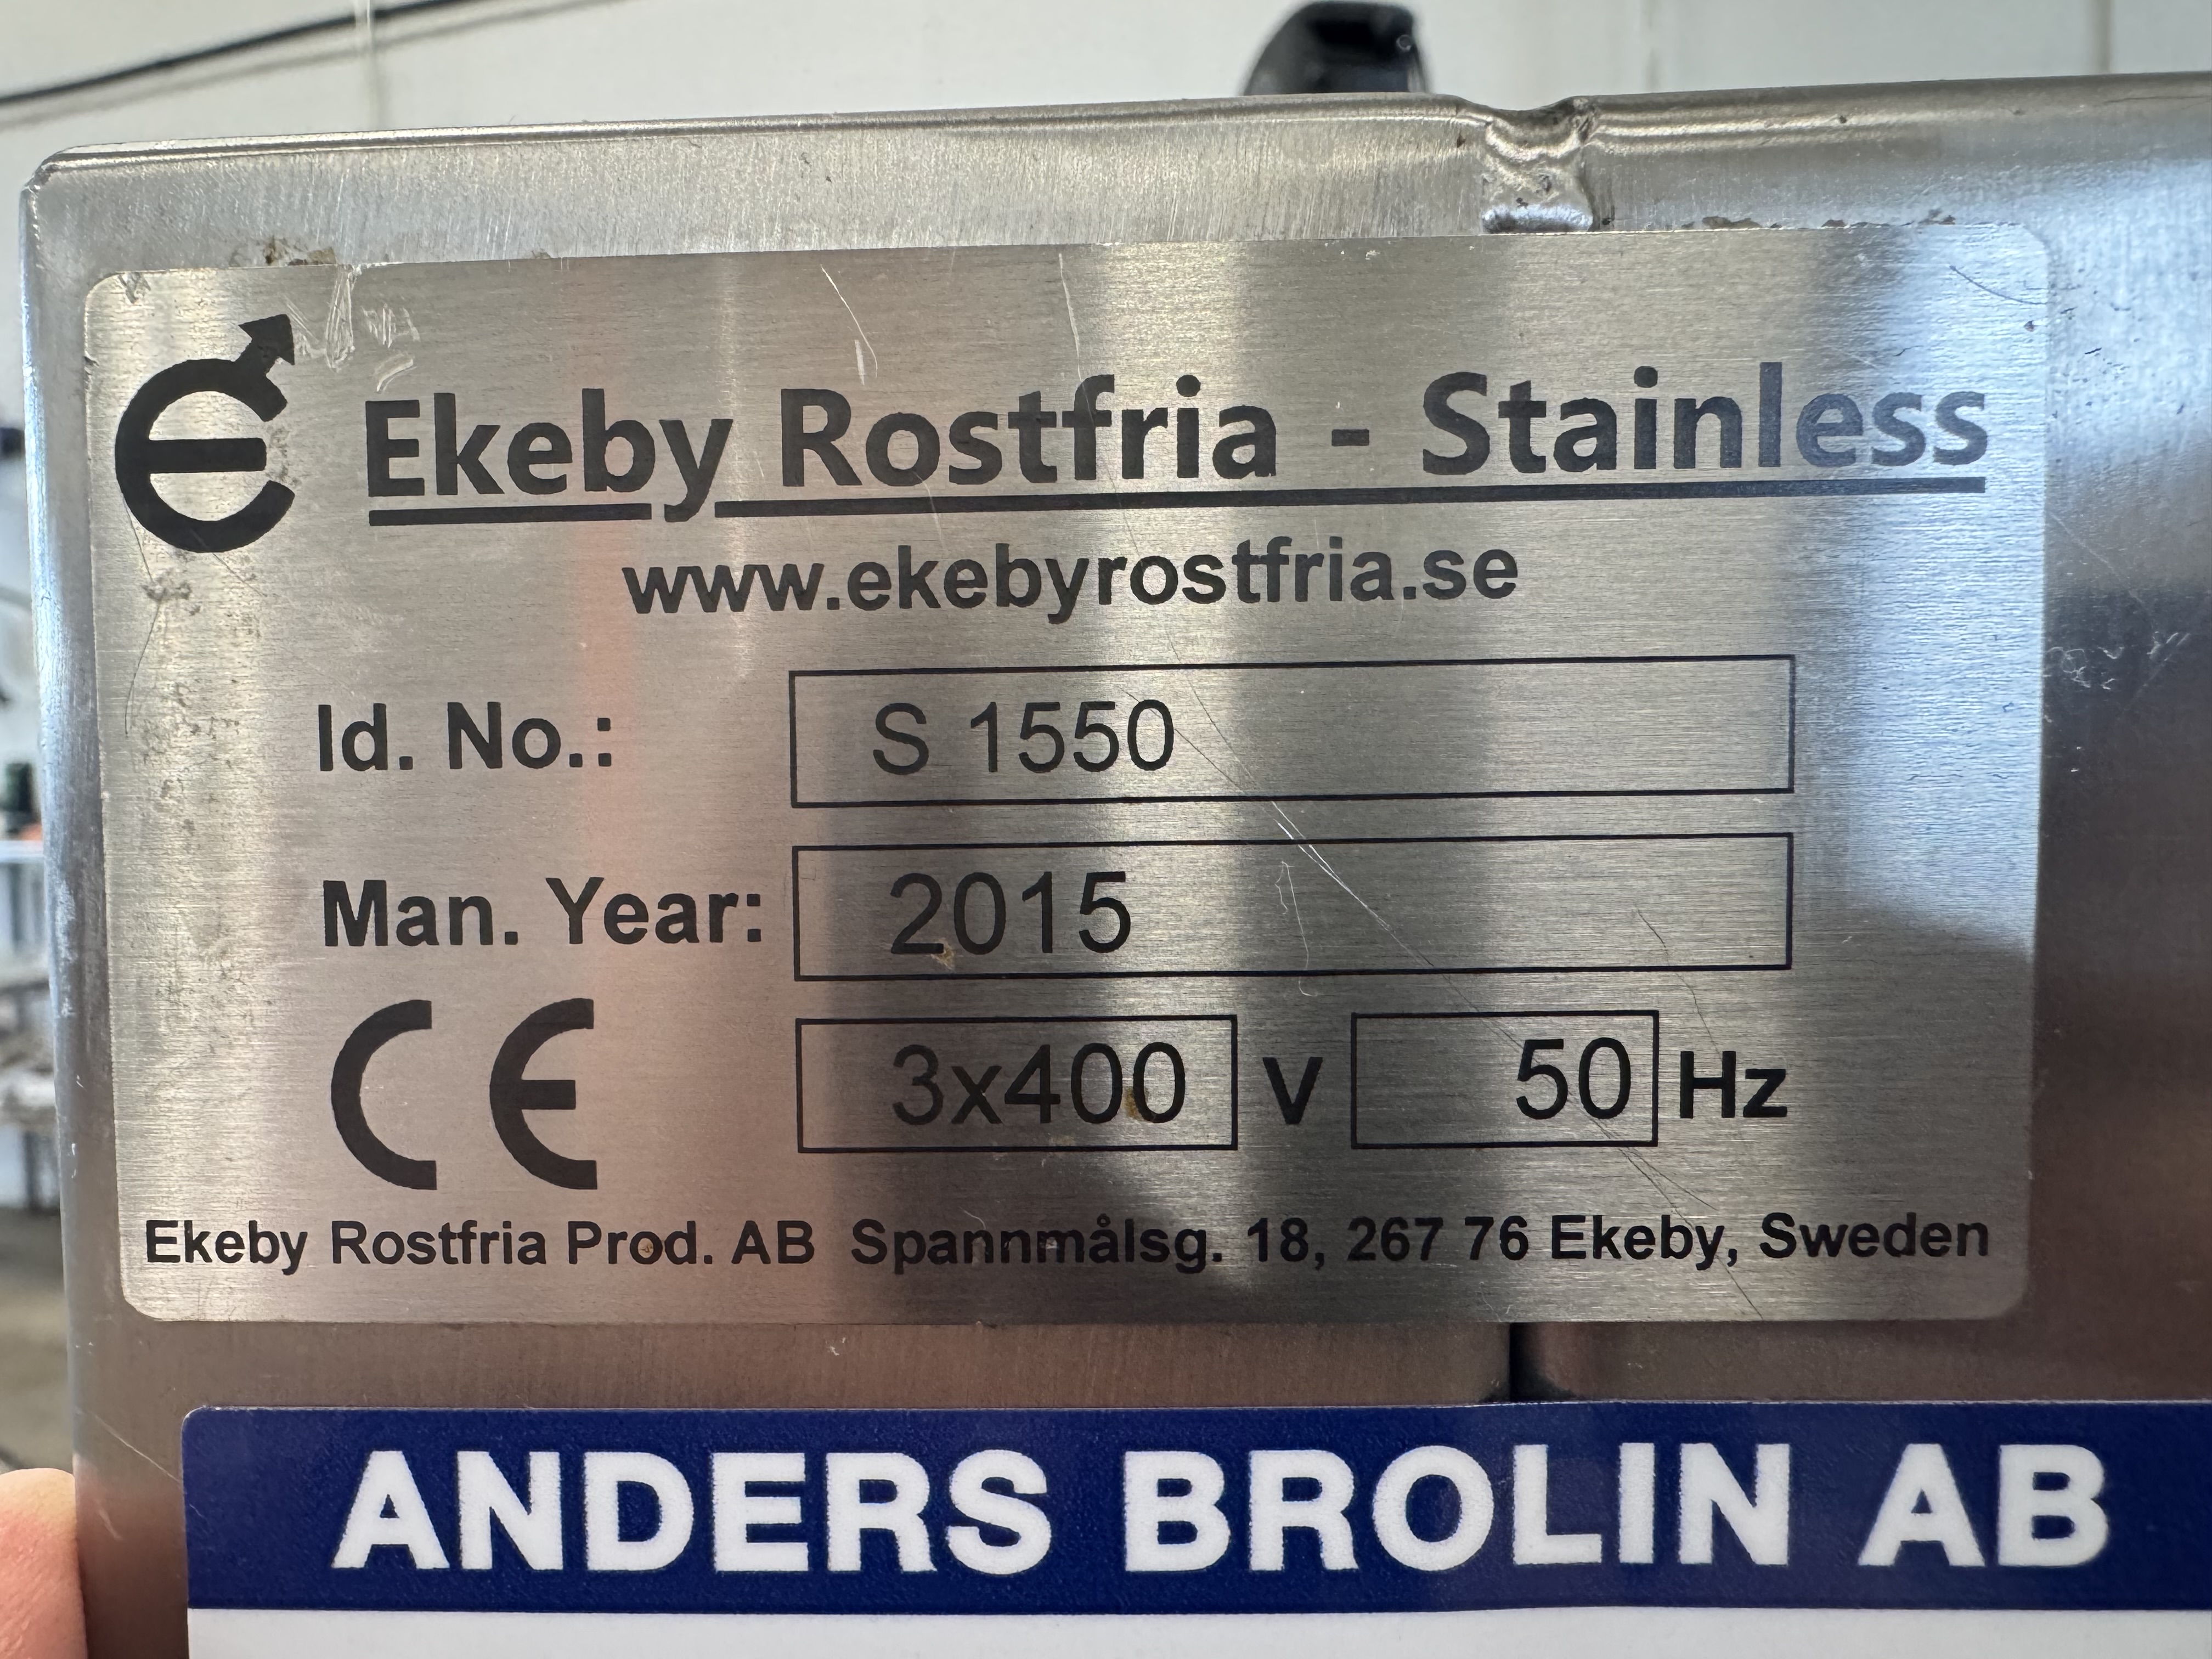 Ekeby Rostfria - Stainless
www.ekebyrostfria.se
Id. No.: S 1550
Man. Year: 2015
CE 3x400 V 50 Hz
Ekeby Rostfria Prod. AB Spannmålsg. 18, 267 76 Ekeby, Sweden
ANDERS BROLIN AB